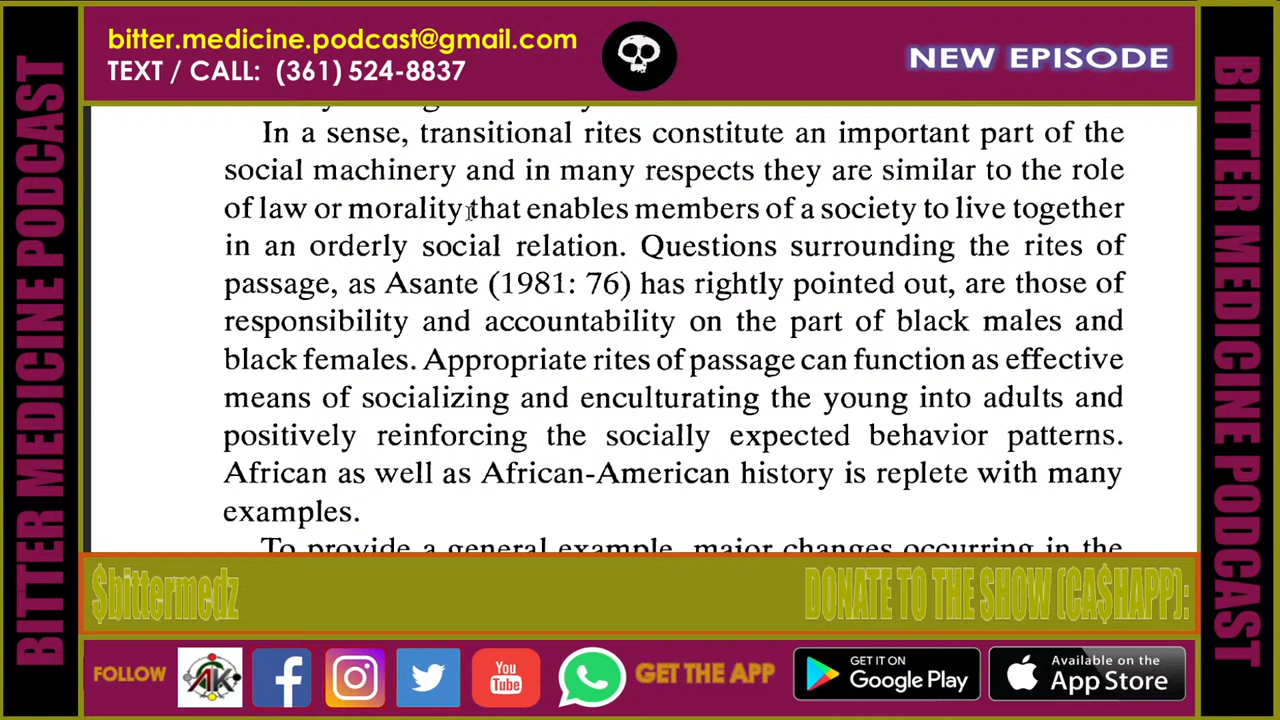 bitter.medicine.podcast@gmail.com
TEXT / CALL: (361) 524-8837
NEW EPISODE
BITTER MEDICINE PODCAST
In a sense, transitional rites constitute an important part of the
social machinery and in many respects they are similar to the role
of law or morality that enables members of a society to live together
in an orderly social relation. Questions surrounding the rites of
passage, as Asante (1981: 76) has rightly pointed out, are those of
responsibility and accountability on the part of black males and
black females. Appropriate rites of passage can function as effective
means of socializing and enculturating the young into adults and
positively reinforcing the socially expected behavior patterns.
African as well as African-American history is replete with many
examples.
To provide a general example, major changes occurring in the
BITTER MEDICINE PODCAST
$bittermedz
DONATE TO THE SHOW (CA$HAPP):
FOLLOW
You
Tube
GET THE APP
GET IT ON
Google Play
Available on the
App Store